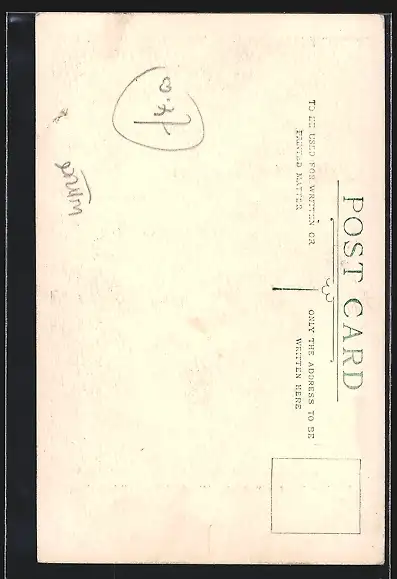 POST CARD
TO BE USED FOR WRITTEN OR
PRINTED MATTER
ONLY THE ADDRESS TO BE
WRITTEN HERE